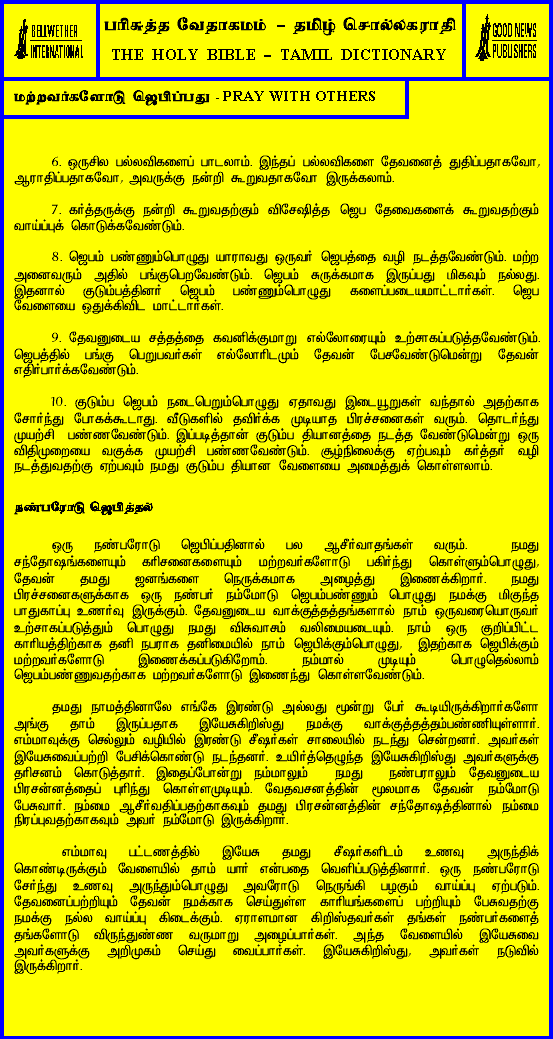 BELLWETHER
INTERNATIONAL
பரிசுத்த வேதாகமம் – தமிழ் சொல்லகராதி
THE HOLY BIBLE – TAMIL DICTIONARY
GOOD NEWS
PUBLISHERS
மற்றவர்களோடு ஜெபிப்பது - PRAY WITH OTHERS
6. ஒருசில பல்லவிகளைப் பாடலாம். இந்தப் பல்லவிகளை தேவனைத் துதிப்பதாகவோ,
ஆராதிப்பதாகவோ, அவருக்கு நன்றி கூறுவதாகவோ இருக்கலாம்.
7. கர்த்தருக்கு நன்றி கூறுவதற்கும் விசேஷித்த ஜெப தேவைகளைக் கூறுவதற்கும்
வாய்ப்புக் கொடுக்கவேண்டும்.
8. ஜெபம் பண்ணும்பொழுது யாராவது ஒருவர் ஜெபத்தை வழி நடத்தவேண்டும். மற்ற
அனைவரும் அதில் பங்குபெறவேண்டும். ஜெபம் சுருக்கமாக இருப்பது மிகவும் நல்லது.
இதனால் குடும்பத்தினர் ஜெபம் பண்ணும்பொழுது களைப்படையமாட்டார்கள். ஜெப
வேளையை ஒதுக்கிவிட மாட்டார்கள்.
9. தேவனுடைய சத்தத்தை கவனிக்குமாறு எல்லோரையும் உற்சாகப்படுத்தவேண்டும்.
ஜெபத்தில் பங்கு பெறுபவர்கள் எல்லோரிடமும் தேவன் பேசவேண்டுமென்று தேவன்
எதிர்பார்க்கவேண்டும்.
10. குடும்ப ஜெபம் நடைபெறும்பொழுது ஏதாவது இடையூறுகள் வந்தால் அதற்காக
சோர்ந்து போகக்கூடாது. வீடுகளில் தவிர்க்க முடியாத பிரச்சனைகள் வரும். தொடர்ந்து
முயற்சி பண்ணவேண்டும். இப்படித்தான் குடும்ப தியானத்தை நடத்த வேண்டுமென்று ஒரு
விதிமுறையை வகுக்க முயற்சி பண்ணவேண்டும். சூழ்நிலைக்கு ஏற்பவும் கர்த்தர் வழி
நடத்துவதற்கு ஏற்பவும் நமது குடும்ப தியான வேளையை அமைத்துக் கொள்ளலாம்.
நண்பரோடு ஜெபித்தல்
ஒரு நண்பரோடு ஜெபிப்பதினால் பல ஆசீர்வாதங்கள் வரும். நமது
சந்தோஷங்களையும் கரிசனைகளையும் மற்றவர்களோடு பகிர்ந்து கொள்ளும்பொழுது,
தேவன் தமது ஜனங்களை நெருக்கமாக அழைத்து இணைக்கிறார். நமது
பிரச்சனைகளுக்காக ஒரு நண்பர் நம்மோடு ஜெபம்பண்ணும் பொழுது நமக்கு மிகுந்த
பாதுகாப்பு உணர்வு இருக்கும். தேவனுடைய வாக்குத்தத்தங்களால் நாம் ஒருவரையொருவர்
உற்சாகப்படுத்தும் பொழுது நமது விசுவாசம் வலிமையடையும். நாம் ஒரு குறிப்பிட்ட
காரியத்திற்காக தனி நபராக தனிமையில் நாம் ஜெபிக்கும்பொழுது, இதற்காக ஜெபிக்கும்
மற்றவர்களோடு இணைக்கப்படுகிறோம். நம்மால் முடியும் பொழுதெல்லாம்
ஜெபம்பண்ணுவதற்காக மற்றவர்களோடு இணைந்து கொள்ளவேண்டும்.
தமது நாமத்தினாலே எங்கே இரண்டு அல்லது மூன்று பேர் கூடியிருக்கிறார்களோ
அங்கு தாம் இருப்பதாக இயேசுகிறிஸ்து நமக்கு வாக்குத்தத்தம்பண்ணியுள்ளார்.
எம்மாவுக்கு செல்லும் வழியில் இரண்டு சீஷர்கள் சாலையில் நடந்து சென்றனர். அவர்கள்
இயேசுவைப்பற்றி பேசிக்கொண்டு நடந்தனர். உயிர்த்தெழுந்த இயேசுகிறிஸ்து அவர்களுக்கு
தரிசனம் கொடுத்தார். இதைப்போன்று நம்மாலும் நமது நண்பராலும் தேவனுடைய
பிரசன்னத்தைப் புரிந்து கொள்ளமுடியும். வேதவசனத்தின் மூலமாக தேவன் நம்மோடு
பேசுவார். நம்மை ஆசீர்வதிப்பதற்காகவும் தமது பிரசன்னத்தின் சந்தோஷத்தினால் நம்மை
நிரப்புவதற்காகவும் அவர் நம்மோடு இருக்கிறார்.
எம்மாவு பட்டணத்தில் இயேசு தமது சீஷர்களிடம் உணவு அருந்திக்
கொண்டிருக்கும் வேளையில் தாம் யார் என்பதை வெளிப்படுத்தினார். ஒரு நண்பரோடு
சேர்ந்து உணவு அருந்தும்பொழுது அவரோடு நெருங்கி பழகும் வாய்ப்பு ஏற்படும்.
தேவனைப்பற்றியும் தேவன் நமக்காக செய்துள்ள காரியங்களைப் பற்றியும் பேசுவதற்கு
நமக்கு நல்ல வாய்ப்பு கிடைக்கும். ஏராளமான கிறிஸ்தவர்கள் தங்கள் நண்பர்களைத்
தங்களோடு விருந்துண்ண வருமாறு அழைப்பார்கள். அந்த வேளையில் இயேசுவை
அவர்களுக்கு அறிமுகம் செய்து வைப்பார்கள். இயேசுகிறிஸ்து, அவர்கள் நடுவில்
இருக்கிறார்.